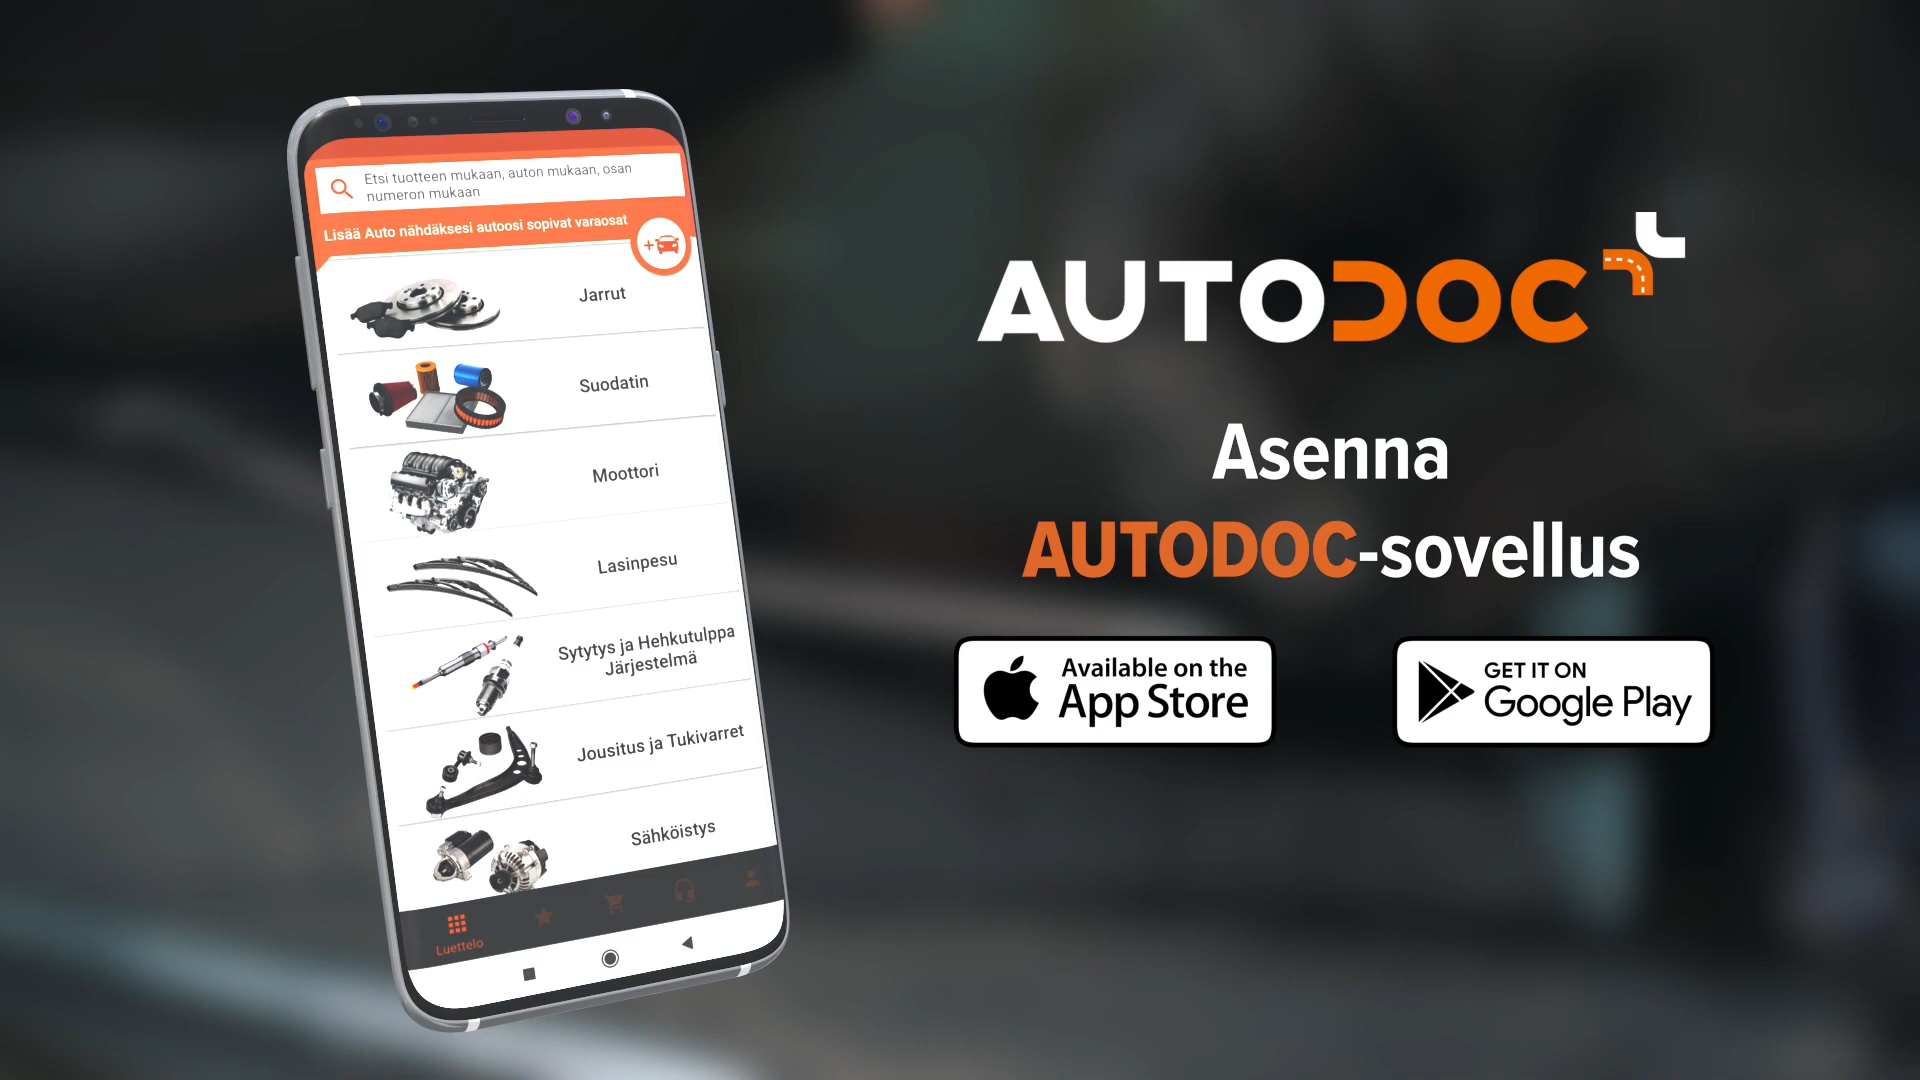 Etsi tuotteen mukaan, auton mukaan, osan
numeron mukaan
Lisää Auto nähdäksesi autoosi sopivat varaosat
Jarrut
Suodatin
Moottori
Lasinpesu
Sytytys ja Hehkutulppa
Järjestelmä
Jousitus ja Tukivarret
Sähköistys
Luettelo
AUTODOC
Asenna
AUTODOC-sovellus
Available on the
App Store
GET IT ON
Google Play